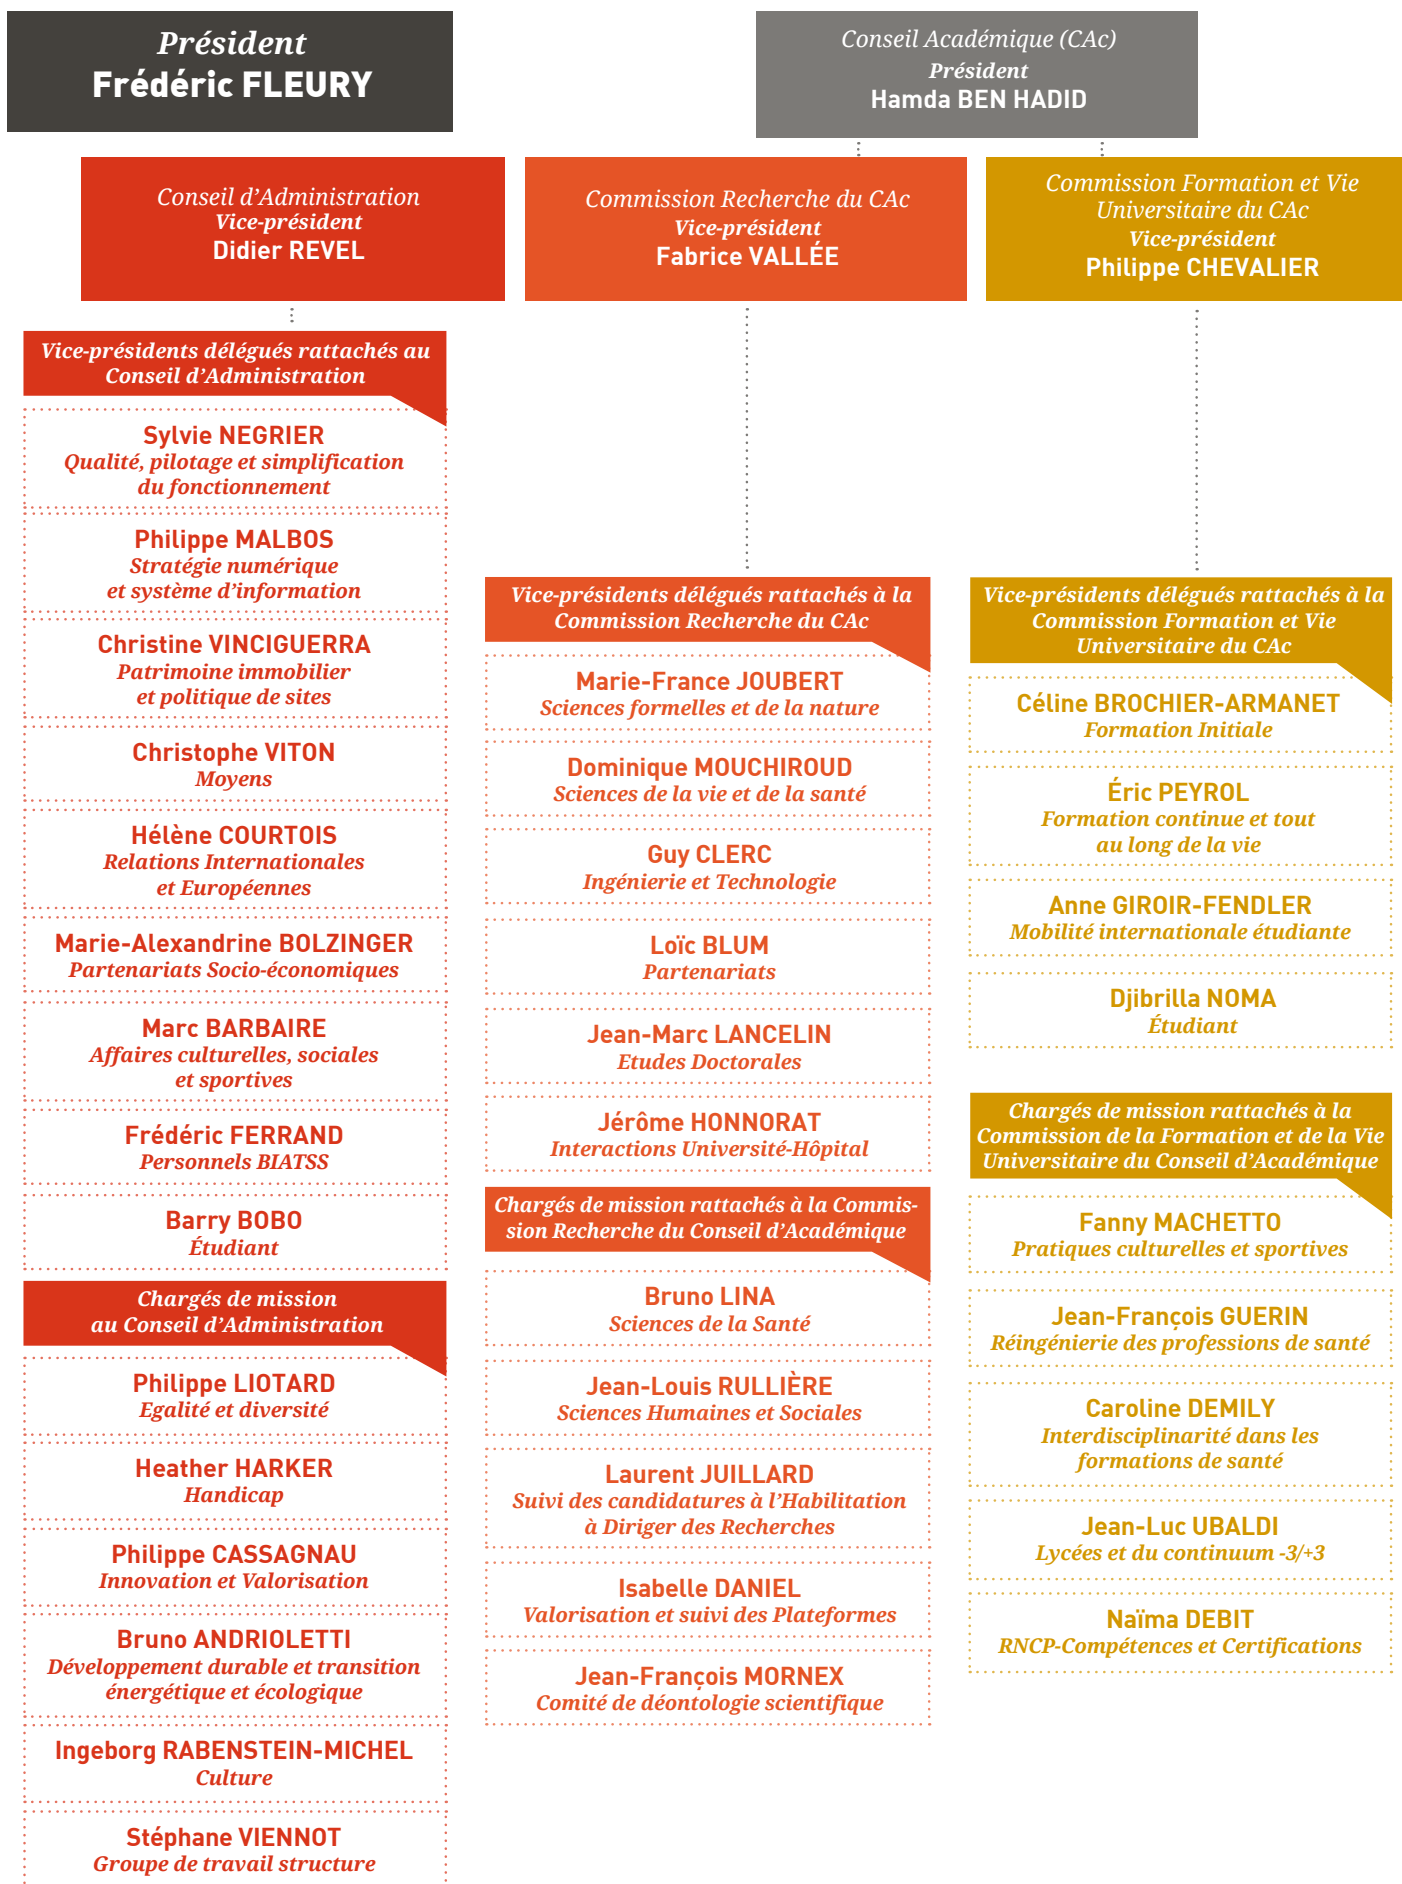 Président
Frédéric FLEURY
Conseil Académique (CAc)
Président
Hamda BEN HADID
Conseil d’Administration
Vice-président
Didier REVEL
Commission Recherche du CAc
Vice-président
Fabrice VALLÉE
Commission Formation et Vie
Universitaire du CAc
Vice-président
Philippe CHEVALIER
Vice-présidents délégués rattachés au
Conseil d’Administration
Sylvie NEGRIER
Qualité, pilotage et simplification
du fonctionnement
Philippe MALBOS
Stratégie numérique
et système d’information
Christine VINCIGUERRA
Patrimoine immobilier
et politique de sites
Christophe VITON
Moyens
Hélène COURTOIS
Relations Internationales
et Européennes
Marie-Alexandrine BOLZINGER
Partenariats Socio-économiques
Marc BARBAIRE
Affaires culturelles, sociales
et sportives
Frédéric FERRAND
Personnels BIATSS
Barry BOBO
Étudiant
Chargés de mission
au Conseil d’Administration
Philippe LIOTARD
Egalité et diversité
Heather HARKER
Handicap
Philippe CASSAGNAU
Innovation et Valorisation
Bruno ANDRIOLETTI
Développement durable et transition
énergétique et écologique
Ingeborg RABENSTEIN-MICHEL
Culture
Stéphane VIENNOT
Groupe de travail structure
Vice-présidents délégués rattachés à la
Commission Recherche du CAc
Marie-France JOUBERT
Sciences formelles et de la nature
Dominique MOUCHIROUD
Sciences de la vie et de la santé
Guy CLERC
Ingénierie et Technologie
Loïc BLUM
Partenariats
Jean-Marc LANCELIN
Etudes Doctorales
Jérôme HONNORAT
Interactions Université-Hôpital
Chargés de mission rattachés à la Commis-
sion Recherche du Conseil d’Académique
Bruno LINA
Sciences de la Santé
Jean-Louis RULLIÈRE
Sciences Humaines et Sociales
Laurent JUILLARD
Suivi des candidatures à l’Habilitation
à Diriger des Recherches
Isabelle DANIEL
Valorisation et suivi des Plateformes
Jean-François MORNEX
Comité de déontologie scientifique
Vice-présidents délégués rattachés à la
Commission Formation et Vie
Universitaire du CAc
Céline BROCHIER-ARMANET
Formation Initiale
Éric PEYROL
Formation continue et tout
au long de la vie
Anne GIROIR-FENDLER
Mobilité internationale étudiante
Djibrilla NOMA
Étudiant
Chargés de mission rattachés à la
Commission de la Formation et de la Vie
Universitaire du Conseil d’Académique
Fanny MACHETTO
Pratiques culturelles et sportives
Jean-François GUERIN
Réingénierie des professions de santé
Caroline DEMILY
Interdisciplinarité dans les
formations de santé
Jean-Luc UBALDI
Lycées et du continuum -3/+3
Naïma DEBIT
RNCP-Compétences et Certifications